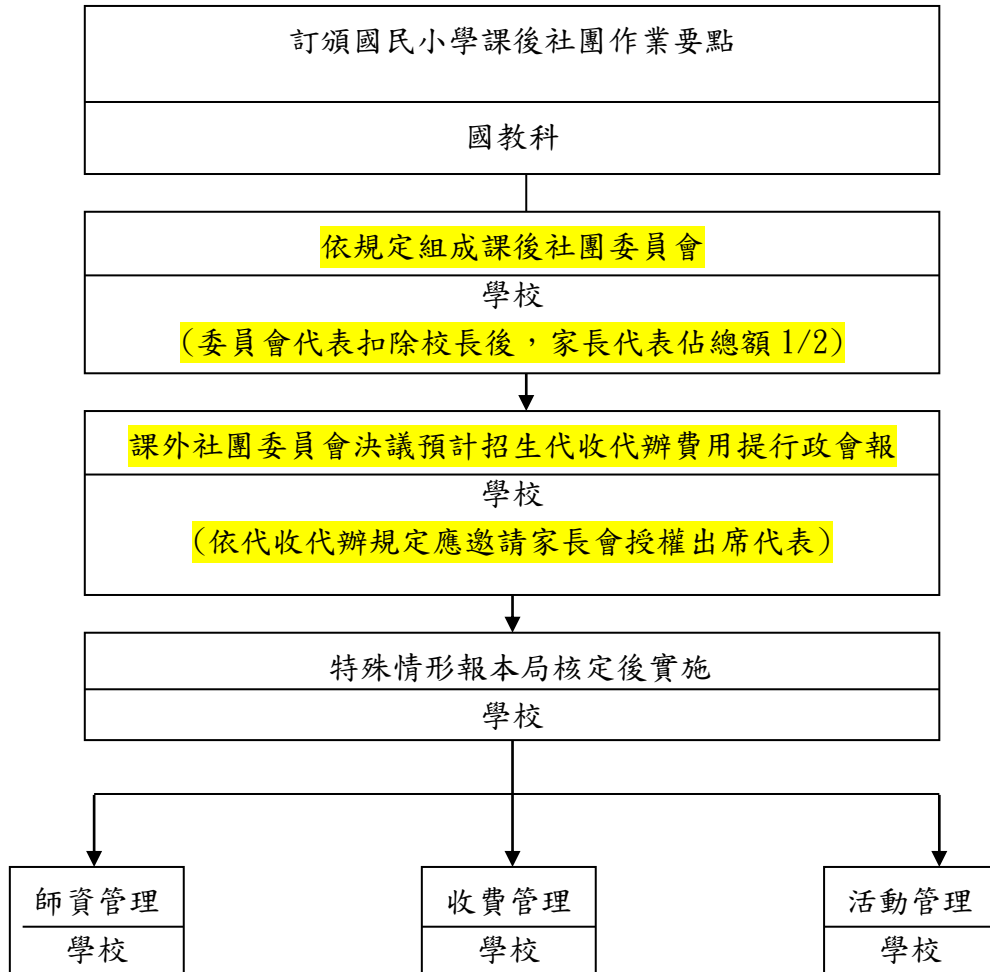 訂頒國民小學課後社團作業要點
國教科
依規定組成課後社團委員會
學校
(委員會代表扣除校長後，家長代表佔總額 1/2)
課外社團委員會決議預計招生代收代辦費用提行政會報
學校
(依代收代辦規定應邀請家長會授權出席代表)
特殊情形報本局核定後實施
學校
師資管理
學校
收費管理
學校
活動管理
學校